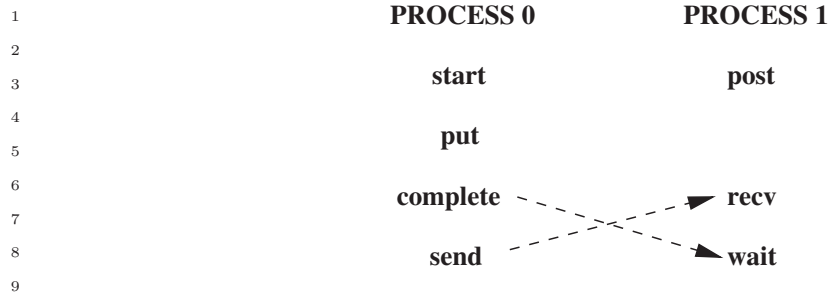 1 PROCESS 0 PROCESS 1
2
3 start post
4
5 put
6 complete recv
7
8 send wait
9